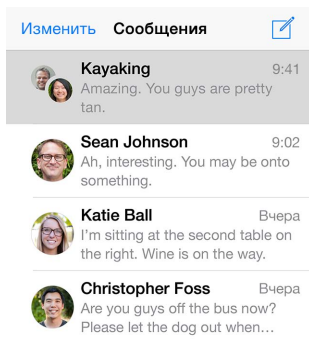 Изменить Сообщения
Kayaking 9:41
Amazing. You guys are pretty
tan.
Sean Johnson 9:02
Ah, interesting. You may be onto
something.
Katie Ball Вчера
I'm sitting at the second table on
the right. Wine is on the way.
Christopher Foss Вчера
Are you guys off the bus now?
Please let the dog out when…